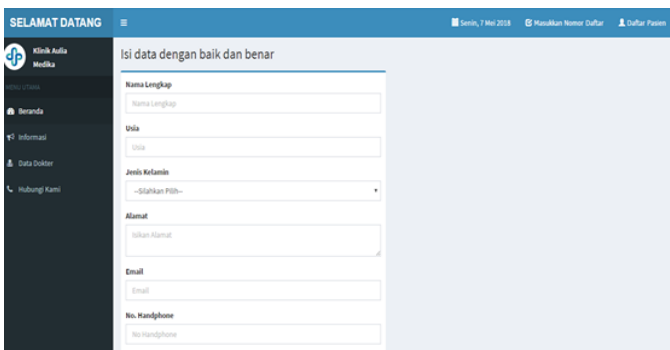 SELAMAT DATANG
Senin, 7 Mei 2018
Masukkan Nomor Daftar
Daftar Pasien
Klinik Aulia
Medika
MENU UTAMA
Beranda
Informasi
Data Dokter
Hubungi Kami
Isi data dengan baik dan benar
Nama Lengkap
Nama Lengkap
Usia
Usia
Jenis Kelamin
--Silahkan Pilih--
Alamat
Isikan Alamat
Email
Email
No. Handphone
No Handphone